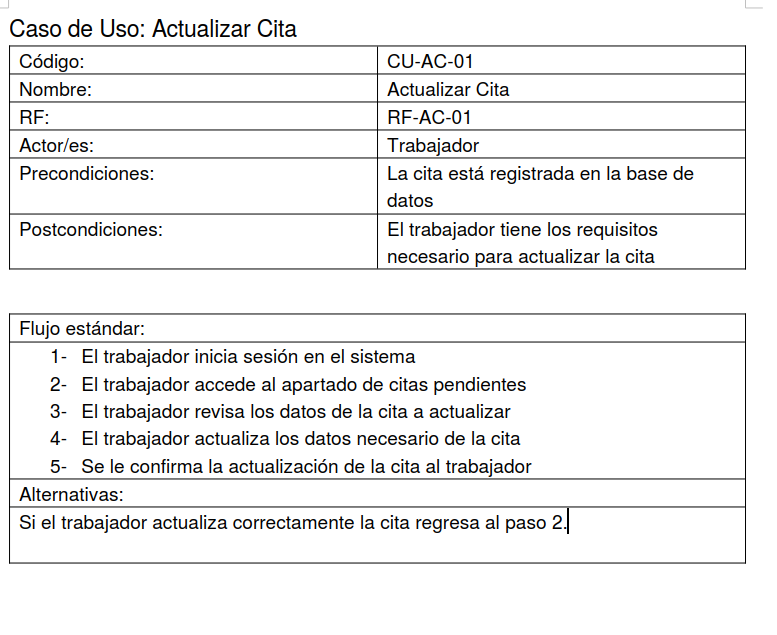 Caso de Uso: Actualizar Cita
Código: CU-AC-01
Nombre: Actualizar Cita
RF: RF-AC-01
Actor/es: Trabajador
Precondiciones: La cita está registrada en la base de
datos
Postcondiciones: El trabajador tiene los requisitos
necesario para actualizar la cita
Flujo estándar:
1- El trabajador inicia sesión en el sistema
2- El trabajador accede al apartado de citas pendientes
3- El trabajador revisa los datos de la cita a actualizar
4- El trabajador actualiza los datos necesario de la cita
5- Se le confirma la actualización de la cita al trabajador
Alternativas:
Si el trabajador actualiza correctamente la cita regresa al paso 2.